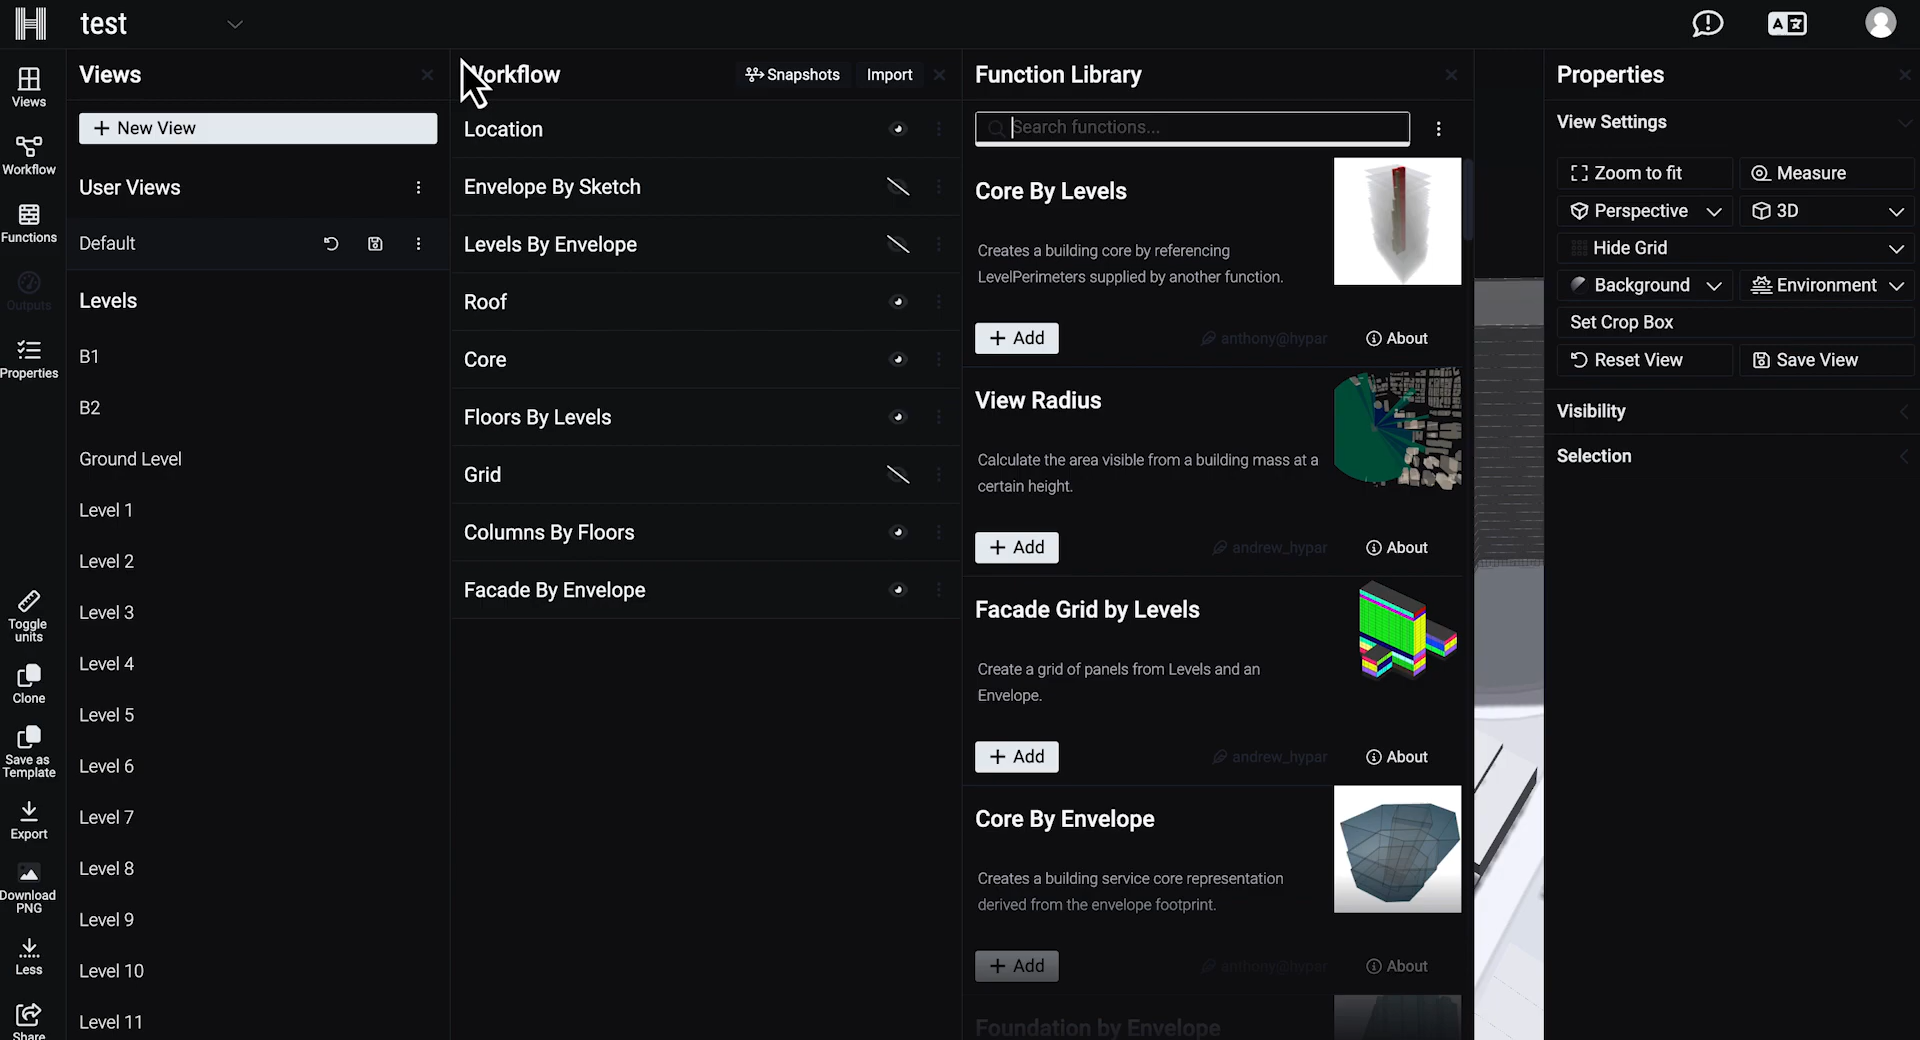 test
Views
Workflow
Functions
Outputs
Properties
Toggle
units
Clone
Save as
Template
Export
Download
PNG
Less
Share
Views
+ New View
User Views
Default
Levels
B1
B2
Ground Level
Level 1
Level 2
Level 3
Level 4
Level 5
Level 6
Level 7
Level 8
Level 9
Level 10
Level 11
Workflow
Snapshots
Import
Location
Envelope By Sketch
Levels By Envelope
Roof
Core
Floors By Levels
Grid
Columns By Floors
Facade By Envelope
Function Library
Search functions...
Core By Levels
Creates a building core by referencing
LevelPerimeters supplied by another function.
+ Add
anthony@hypar
About
View Radius
Calculate the area visible from a building mass at a
certain height.
+ Add
andrew_hypar
About
Facade Grid by Levels
Create a grid of panels from Levels and an
Envelope.
+ Add
andrew_hypar
About
Core By Envelope
Creates a building service core representation
derived from the envelope footprint.
+ Add
anthony@hypar
About
Foundation by Envelope
Properties
View Settings
Zoom to fit
Measure
Perspective
3D
Hide Grid
Background
Environment
Set Crop Box
Reset View
Save View
Visibility
Selection